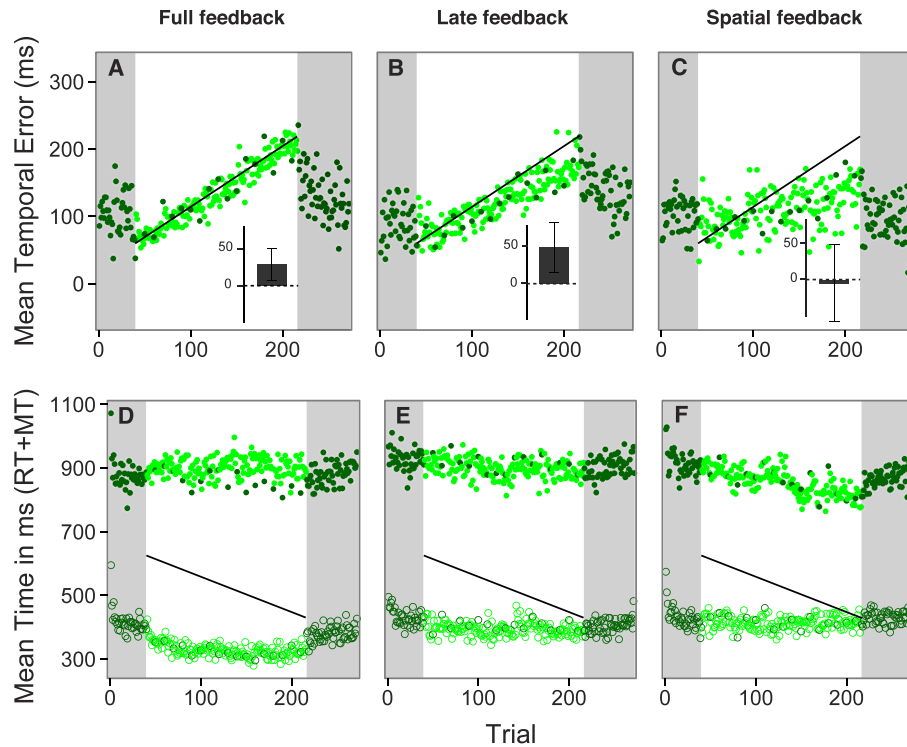 Full feedback
Late feedback
Spatial feedback
Mean Temporal Error (ms)
300
200
100
0
A
50
0
0
100
200
B
50
0
0
100
200
C
50
0
0
100
200
Mean Time in ms (RT+MT)
1100
900
700
500
300
D
0
100
200
E
0
100
200
F
0
100
200
Trial